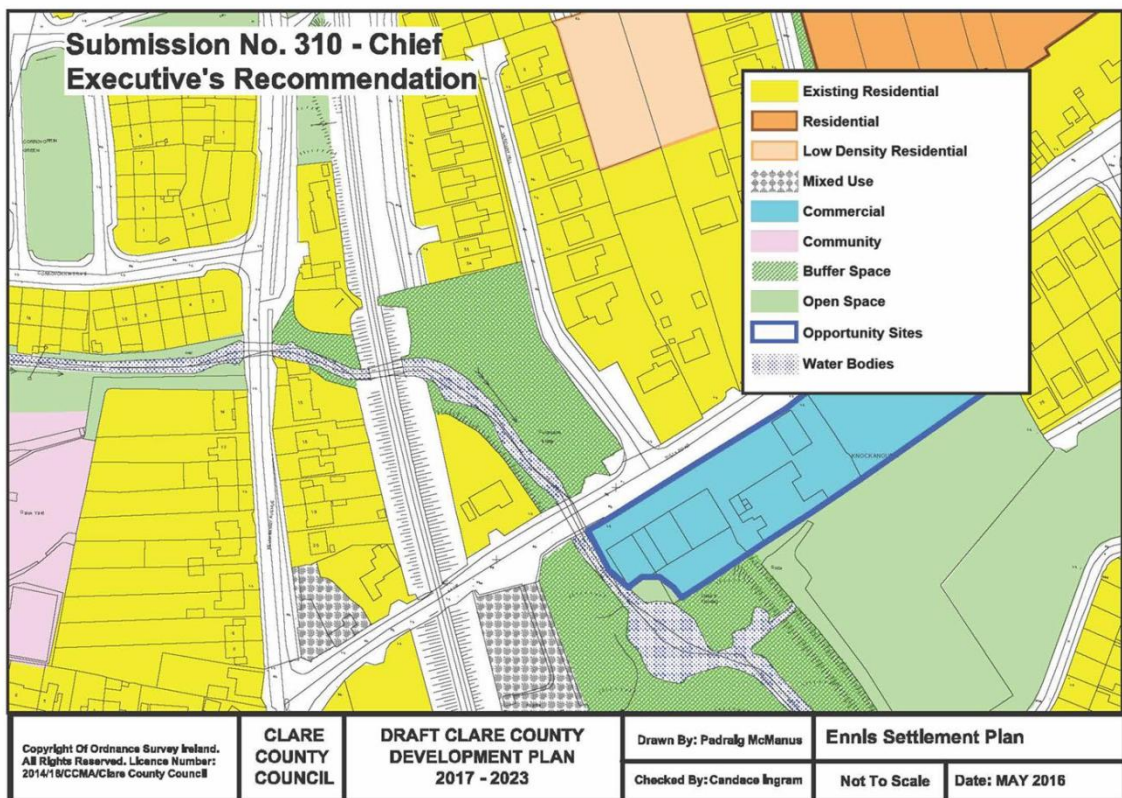 Submission No. 310 - Chief
Executive's Recommendation
Existing Residential
Residential
Low Density Residential
Mixed Use
Commercial
Community
Buffer Space
Open Space
Opportunity Sites
Water Bodies
Copyright Of Ordnance Survey Ireland.
All Rights Reserved. Licence Number:
2014/16/CCMA/Clare County Council
CLARE
COUNTY
COUNCIL
DRAFT CLARE COUNTY
DEVELOPMENT PLAN
2017 - 2023
Drawn By: Padraig McManus
Checked By: Candace Ingram
Ennis Settlement Plan
Not To Scale
Date: MAY 2016